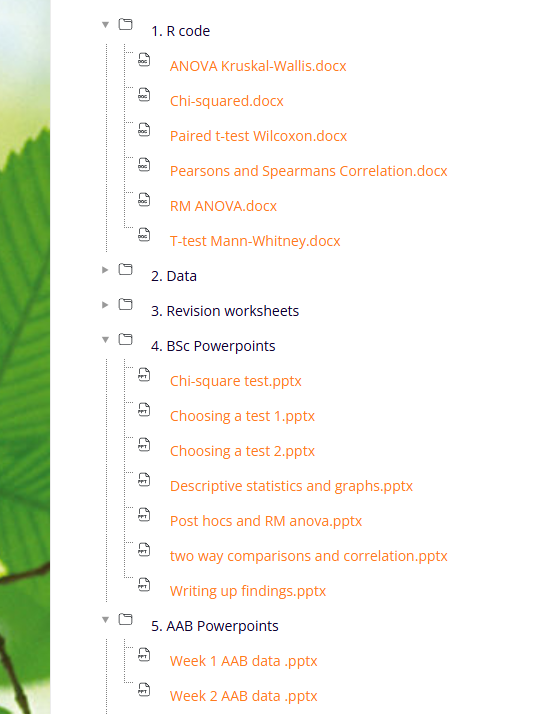 1. R code
ANOVA Kruskal-Wallis.docx
Chi-squared.docx
Paired t-test Wilcoxon.docx
Pearsons and Spearmans Correlation.docx
RM ANOVA.docx
T-test Mann-Whitney.docx
2. Data
3. Revision worksheets
4. BSc Powerpoints
Chi-square test.pptx
Choosing a test 1.pptx
Choosing a test 2.pptx
Descriptive statistics and graphs.pptx
Post hocs and RM anova.pptx
two way comparisons and correlation.pptx
Writing up findings.pptx
5. AAB Powerpoints
Week 1 AAB data .pptx
Week 2 AAB data .pptx